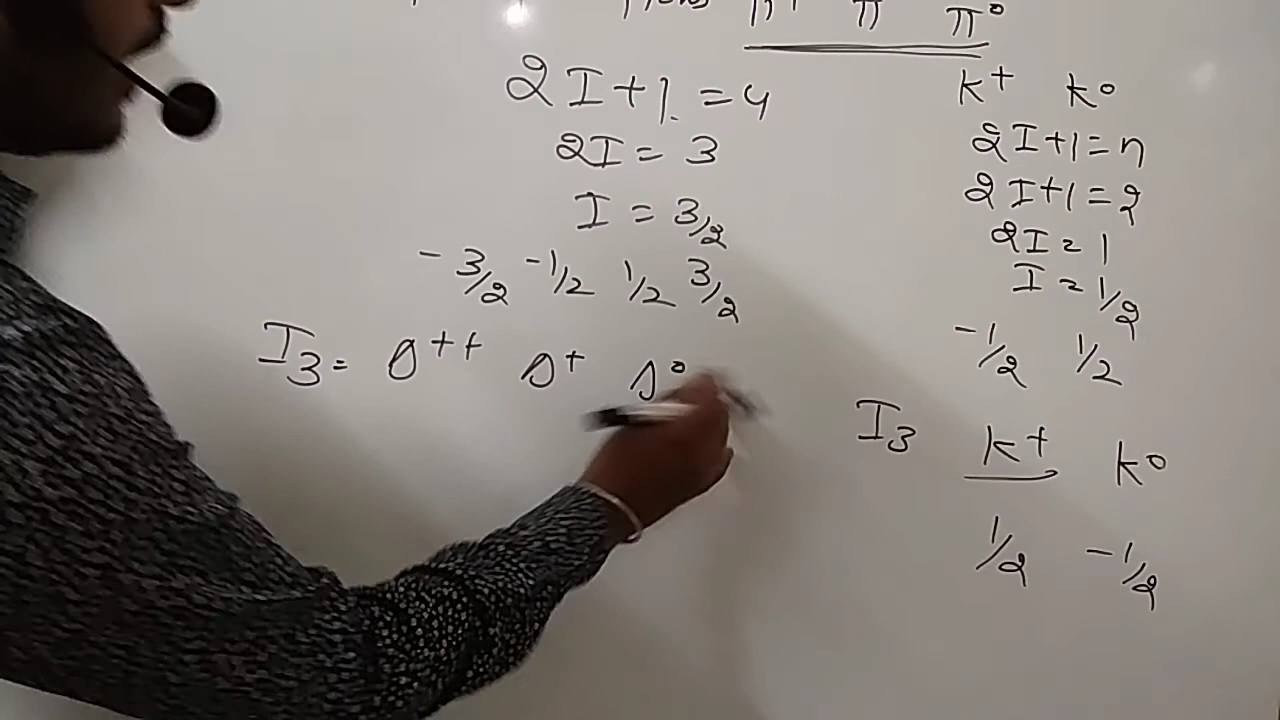 π⁰
2I+1=4
2I = 3
I = 3/2
-3/2 -1/2 1/2 3/2
I₃= Δ⁺⁺ Δ⁺ Δ⁰
K⁺ K⁰
2I+1=n
2I+1=2
2I=1
I=1/2
-1/2 1/2
I₃ K⁺ K⁰
1/2 -1/2